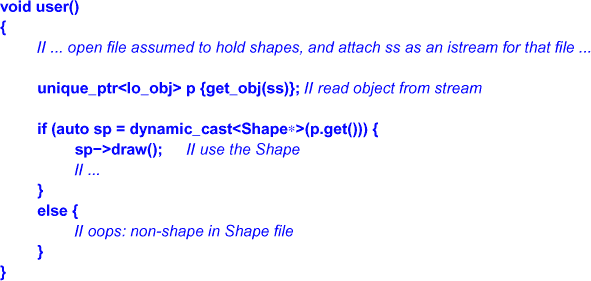 void user()
{
// ... open file assumed to hold shapes, and attach ss as an istream for that file ...
unique_ptr<Io_obj> p {get_obj(ss)}; // read object from stream
if (auto sp = dynamic_cast<Shape∗>(p.get())) {
sp−>draw(); // use the Shape
// ...
}
else {
// oops: non-shape in Shape file
}
}